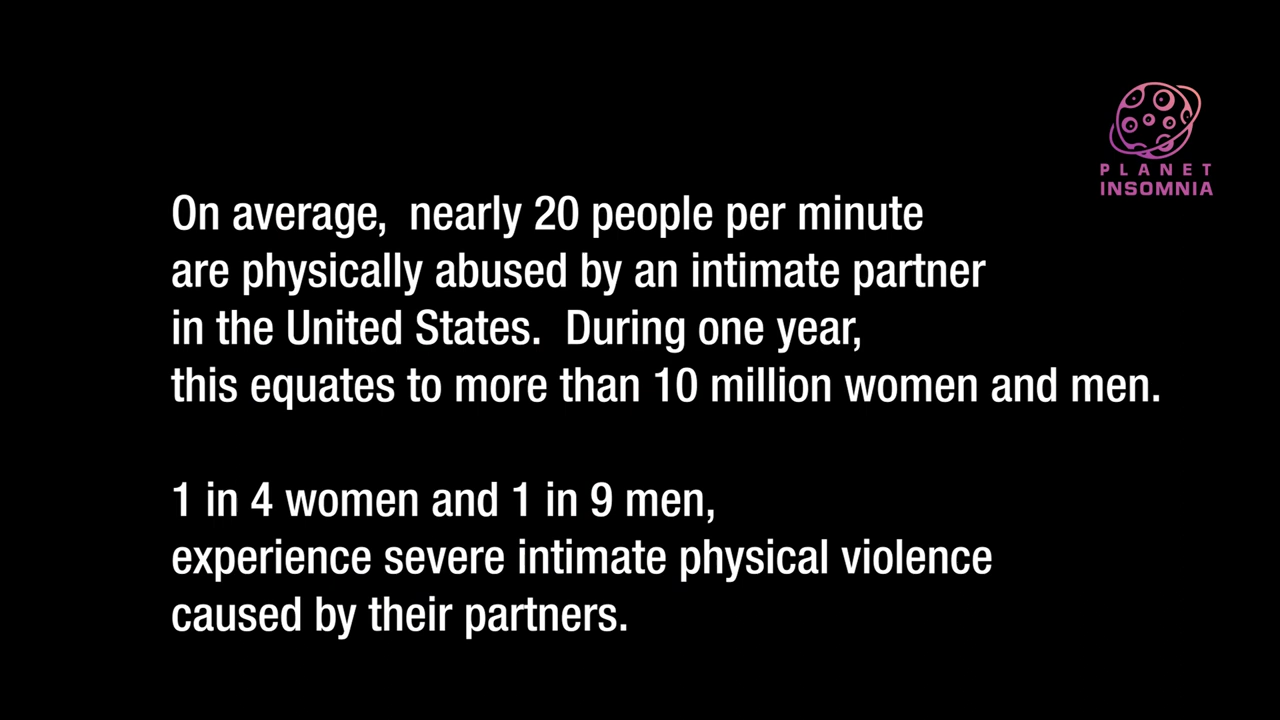 PLANET
INSOMNIA
On average,  nearly 20 people per minute
are physically abused by an intimate partner
in the United States.  During one year,
this equates to more than 10 million women and men.
1 in 4 women and 1 in 9 men,
experience severe intimate physical violence
caused by their partners.